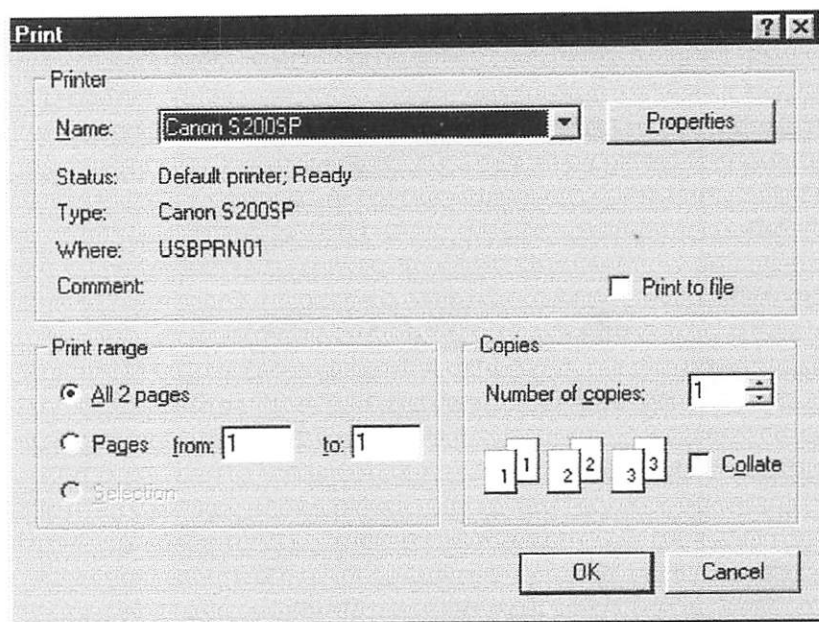 Print
Printer
Name: Canon S200SP Properties
Status: Default printer; Ready
Type: Canon S200SP
Where: USBPRN01
Comment: Print to file
Print range
All 2 pages
Pages from: 1 to: 1
Selection
Copies
Number of copies: 1
1 1 2 2 3 3 Collate
OK Cancel